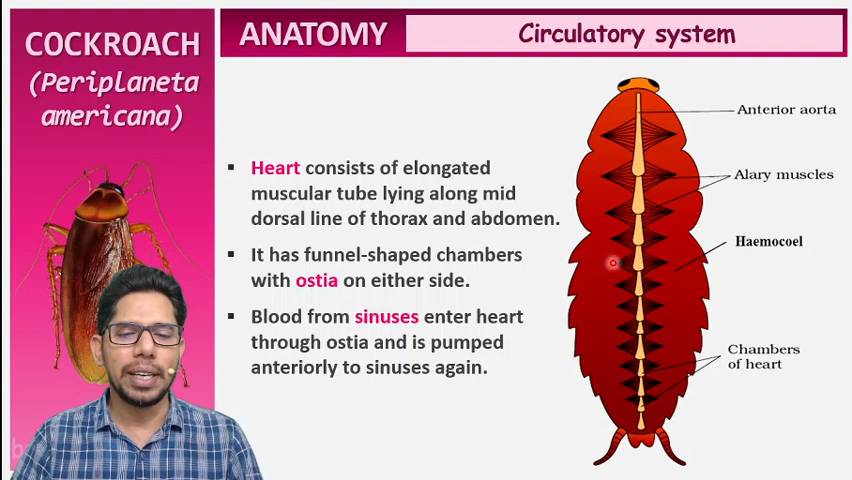 COCKROACH
(Periplaneta
americana)
ANATOMY
Circulatory system
▪ Heart consists of elongated
muscular tube lying along mid
dorsal line of thorax and abdomen.
▪ It has funnel-shaped chambers
with ostia on either side.
▪ Blood from sinuses enter heart
through ostia and is pumped
anteriorly to sinuses again.
Anterior aorta
Alary muscles
Haemocoel
Chambers
of heart